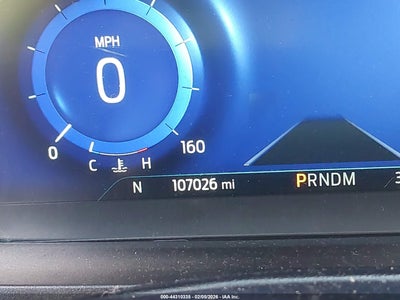 MPH
0
0 160
C H
N 107026 mi PRNDM 3
000-44310335 - 02/09/2026 - IAA Inc.